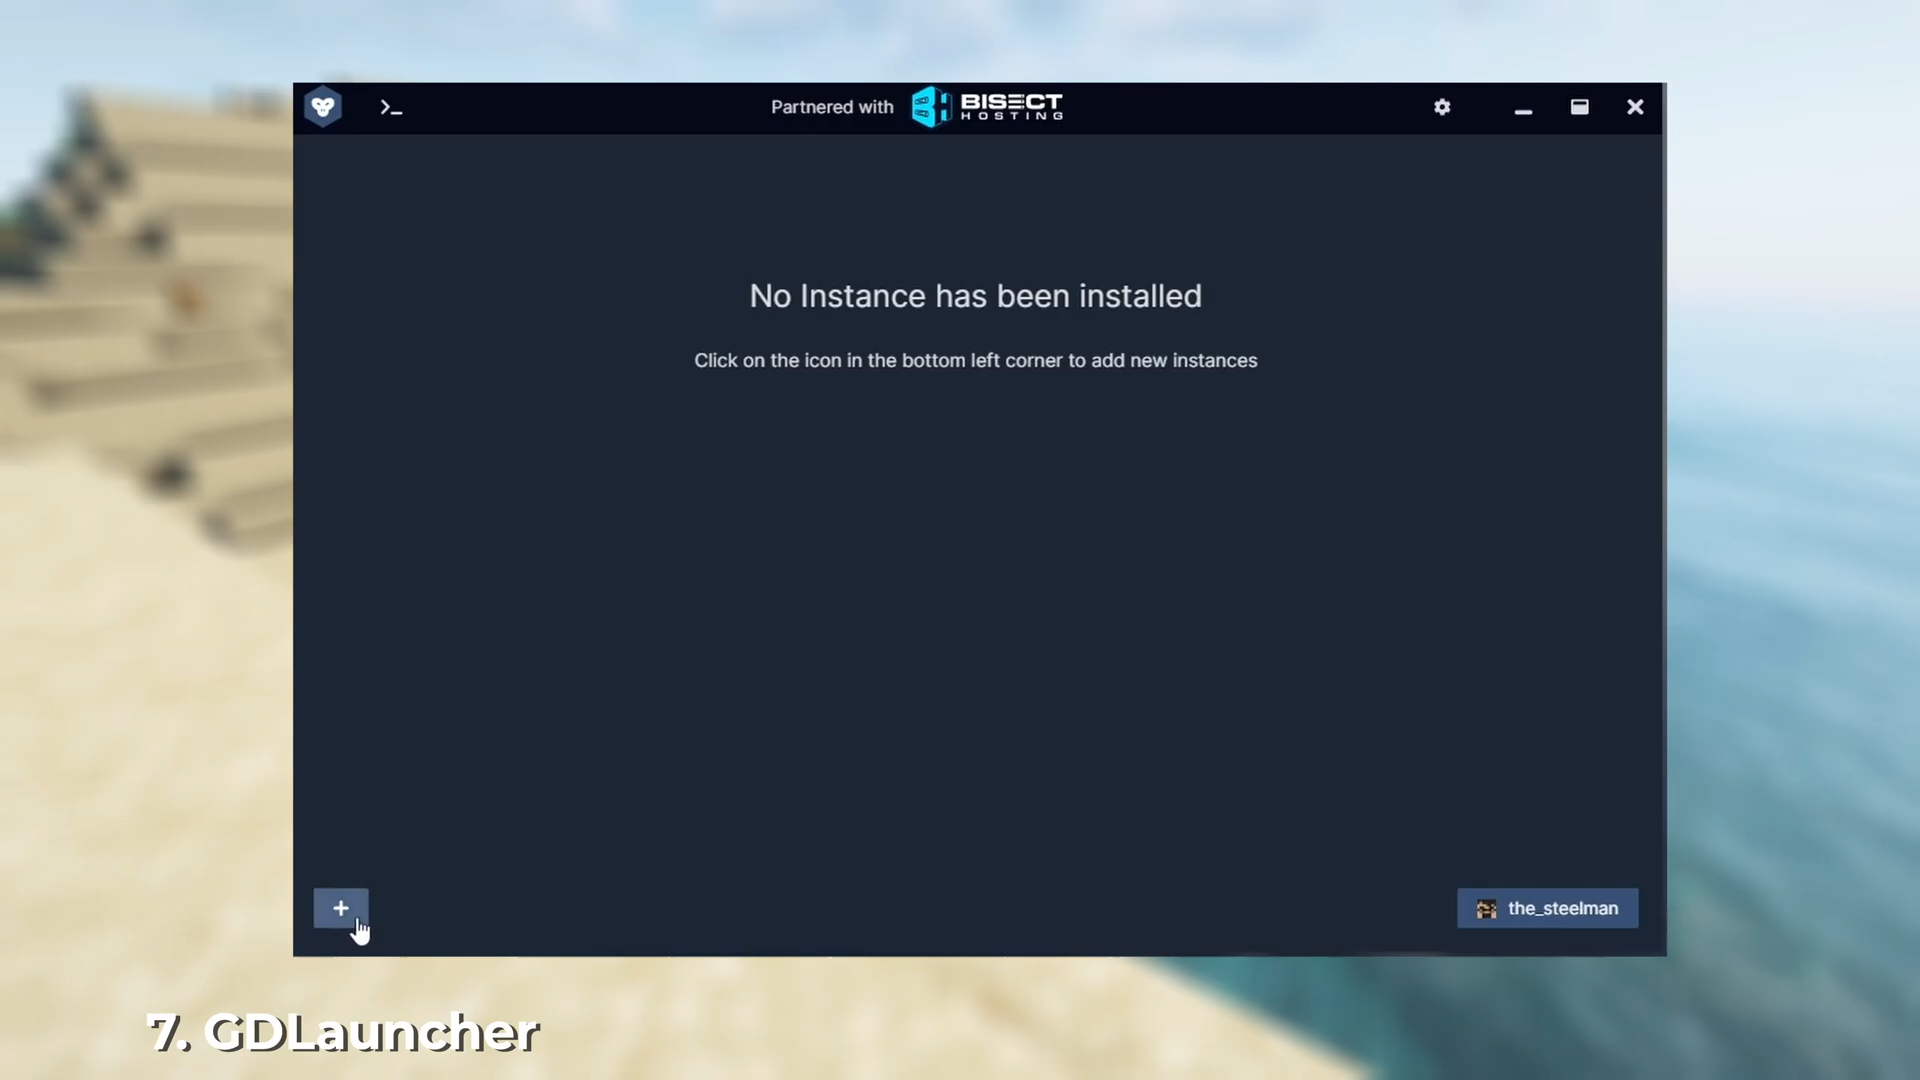 Partnered with BISECT HOSTING
No Instance has been installed
Click on the icon in the bottom left corner to add new instances
the_steelman
7. GDLauncher